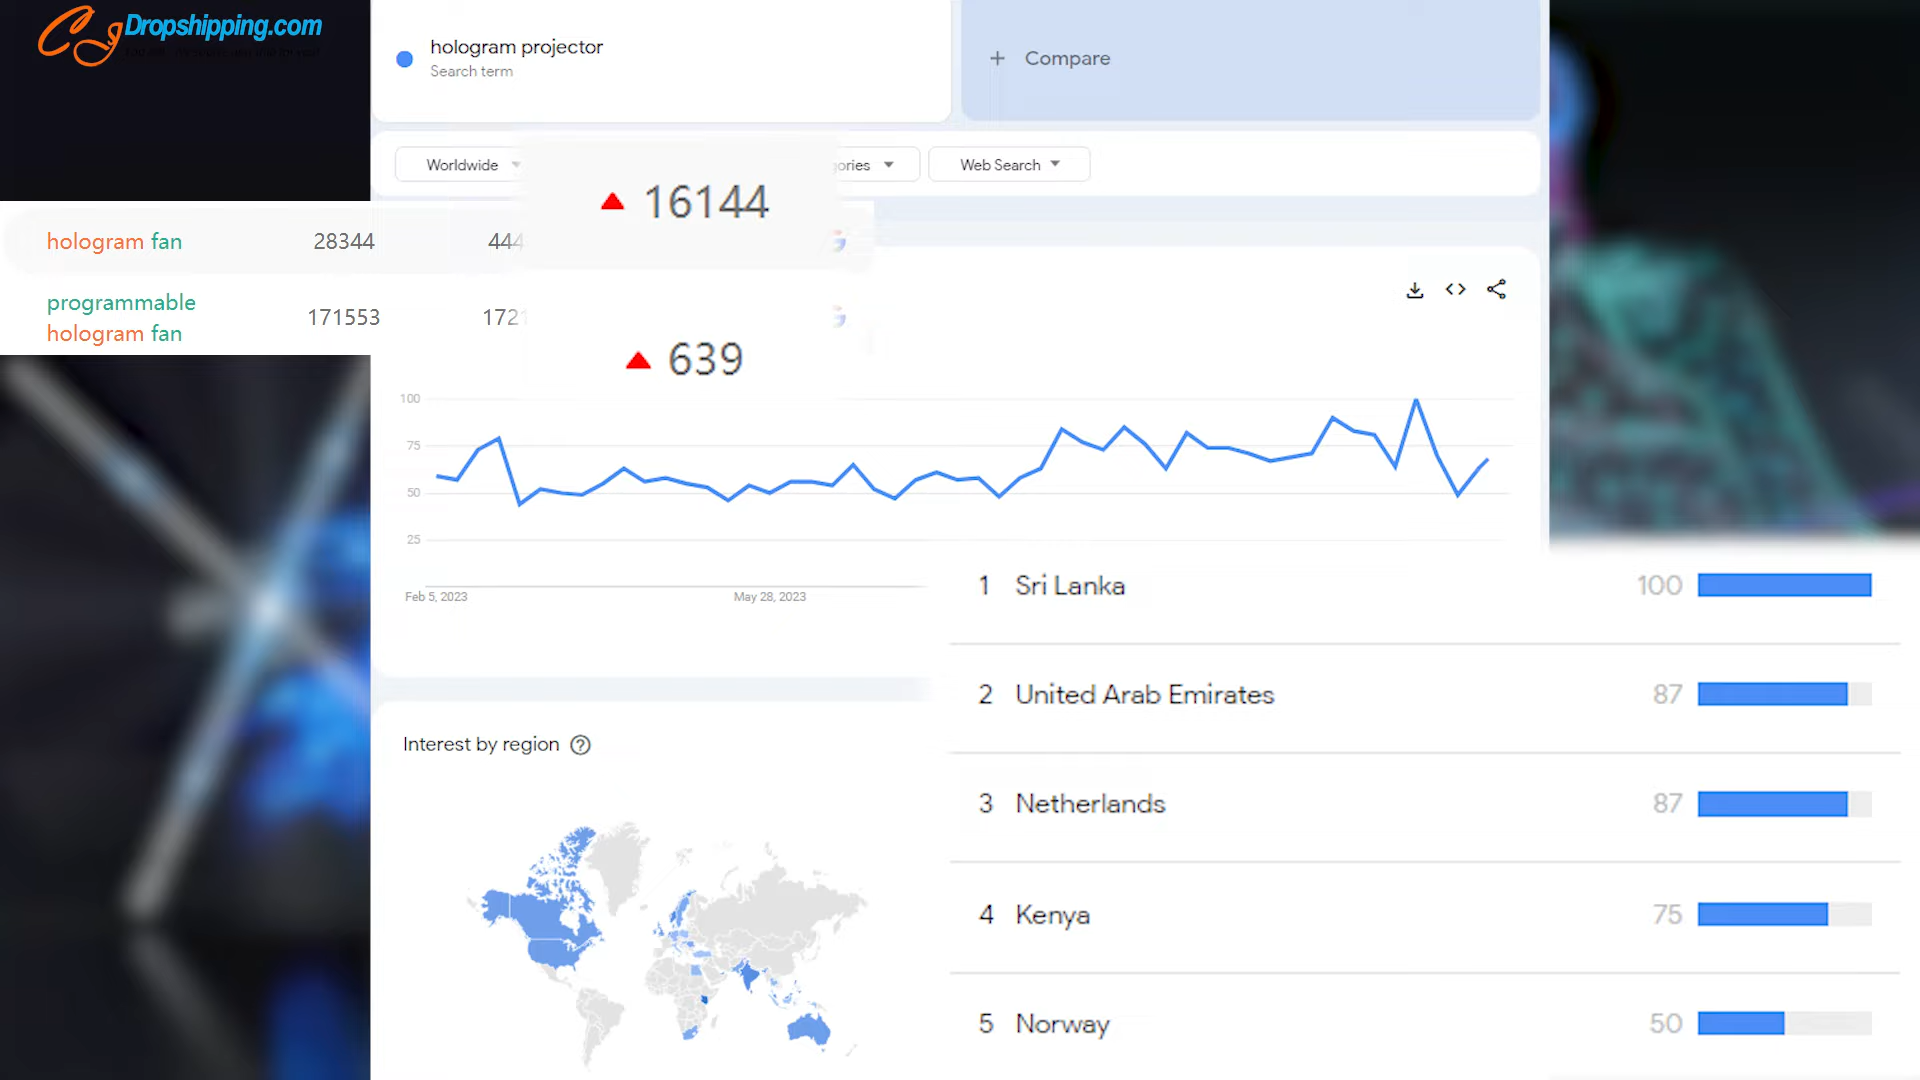 CJDropshipping.com
hologram projector
Search term
+ Compare
Worldwide
Web Search
16144
hologram fan 28344
programmable
hologram fan 171553
639
100
75
50
25
Feb 5, 2023 May 28, 2023
1 Sri Lanka 100
2 United Arab Emirates 87
3 Netherlands 87
4 Kenya 75
5 Norway 50
Interest by region ?